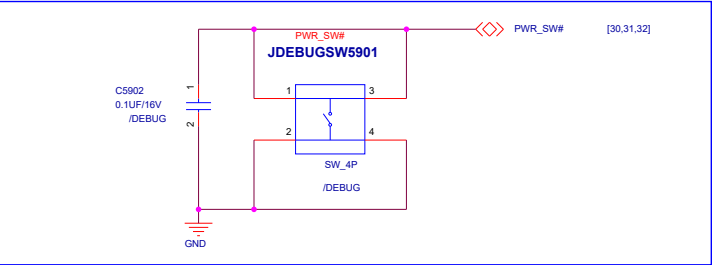 PWR_SW# [30,31,32]
PWR_SW#
JDEBUGSW5901
C5902
0.1UF/16V
/DEBUG
1
2
1
3
2
4
SW_4P
/DEBUG
GND